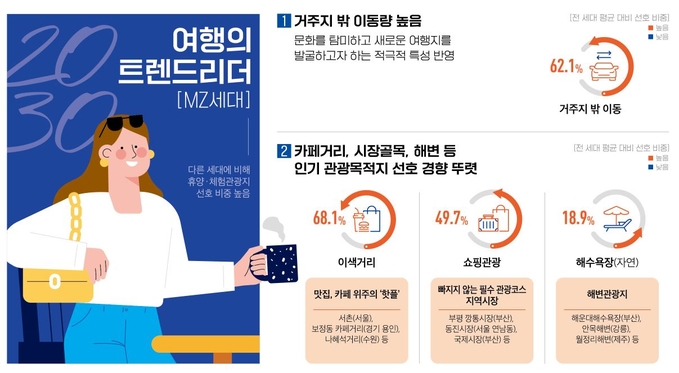 2030
여행의
트렌드리더
[MZ세대]
다른 세대에 비해
휴양·체험관광지
선호 비중 높음
1 거주지 밖 이동량 높음
문화를 탐미하고 새로운 여행지를
발굴하고자 하는 적극적 특성 반영
[전 세대 평균 대비 선호 비중]
높음
낮음
62.1%
거주지 밖 이동
2 카페거리, 시장골목, 해변 등
인기 관광목적지 선호 경향 뚜렷
[전 세대 평균 대비 선호 비중]
높음
낮음
68.1%
이색거리
맛집, 카페 위주의 '핫플'
서촌(서울),
보정동 카페거리(경기 용인),
나혜석거리(수원) 등
49.7%
쇼핑관광
빠지지 않는 필수 관광코스
지역시장
부평 깡통시장(부산),
동진시장(서울 연남동),
국제시장(부산) 등
18.9%
해수욕장(자연)
해변관광지
해운대해수욕장(부산),
안목해변(강릉),
월정리해변(제주) 등